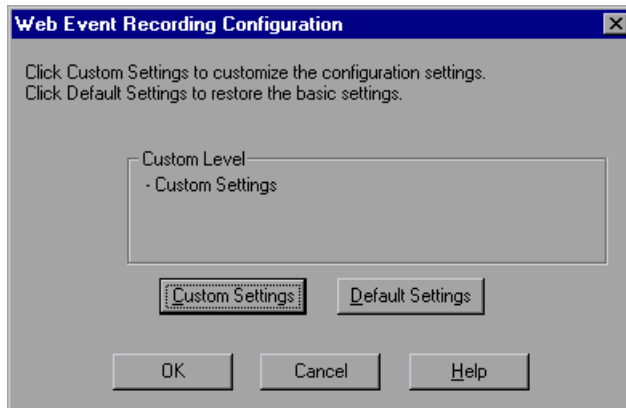 Web Event Recording Configuration
Click Custom Settings to customize the configuration settings.
Click Default Settings to restore the basic settings.
Custom Level
- Custom Settings
Custom Settings Default Settings
OK Cancel Help